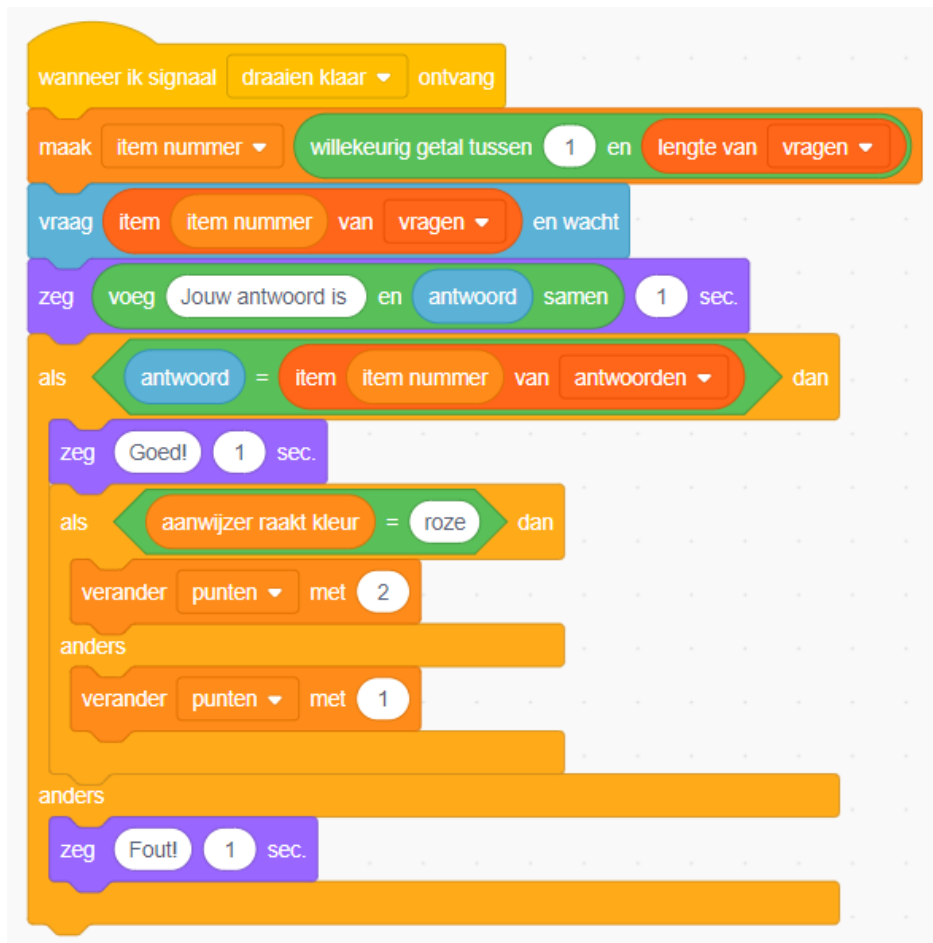 wanneer ik signaal draaien klaar ontvang
maak item nummer willekeurig getal tussen 1 en lengte van vragen
vraag item item nummer van vragen en wacht
zeg voeg Jouw antwoord is en antwoord samen 1 sec.
als antwoord = item item nummer van antwoorden dan
zeg Goed! 1 sec.
als aanwijzer raakt kleur = roze dan
verander punten met 2
anders
verander punten met 1
anders
zeg Fout! 1 sec.